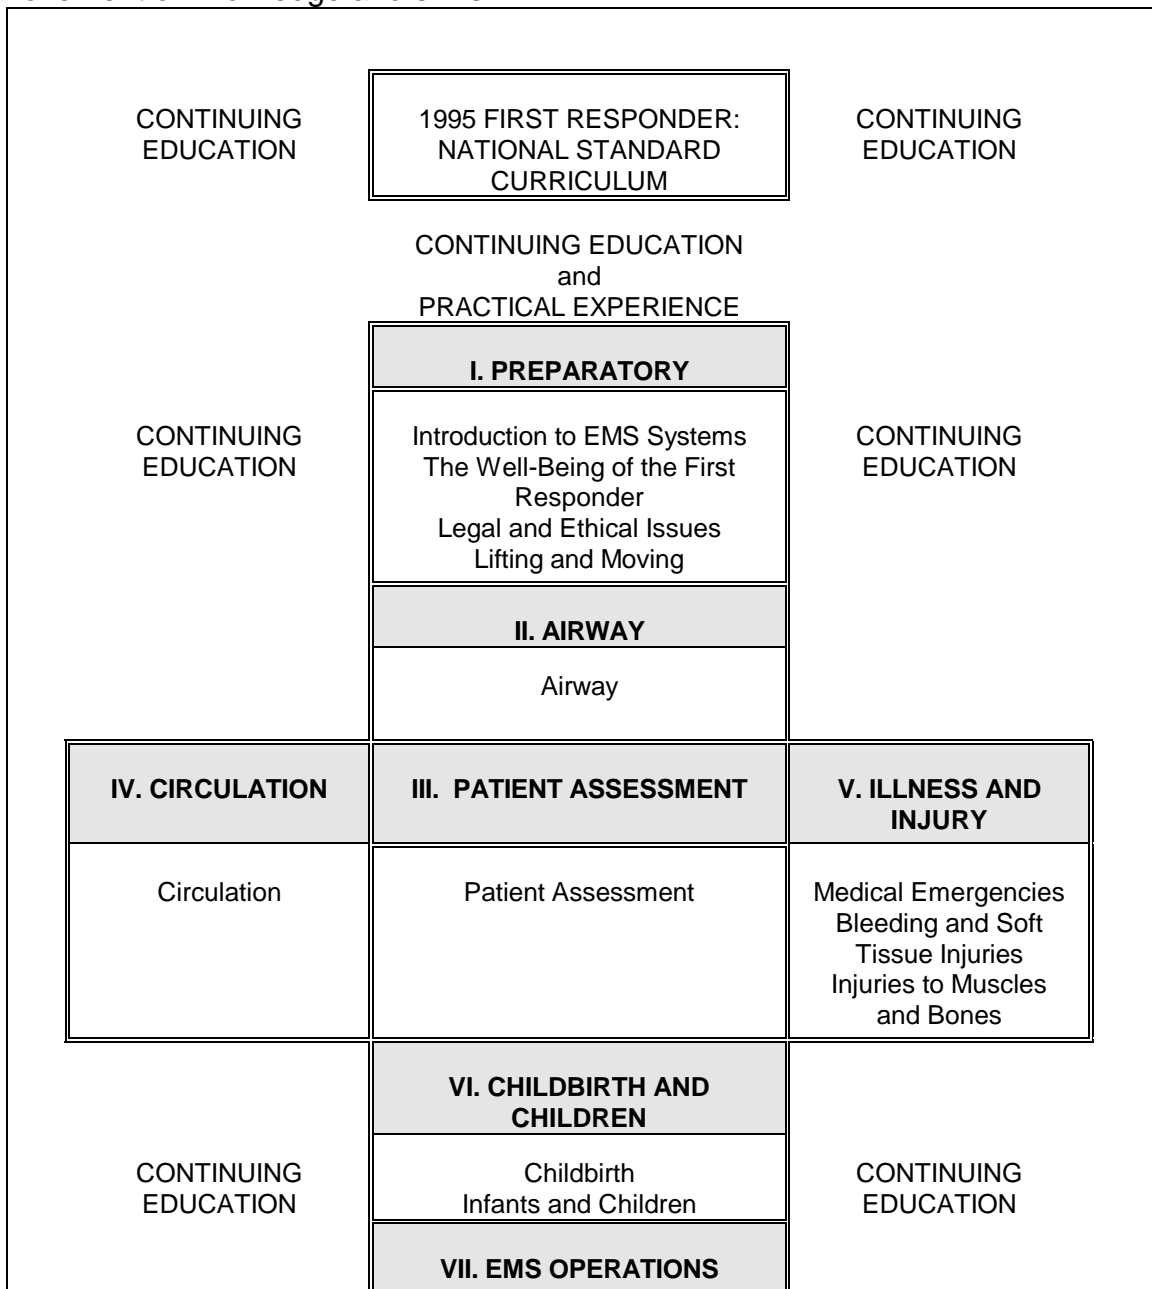 CONTINUING
EDUCATION
1995 FIRST RESPONDER:
NATIONAL STANDARD
CURRICULUM
CONTINUING
EDUCATION
CONTINUING EDUCATION
and
PRACTICAL EXPERIENCE
I. PREPARATORY
CONTINUING
EDUCATION
Introduction to EMS Systems
The Well-Being of the First
Responder
Legal and Ethical Issues
Lifting and Moving
CONTINUING
EDUCATION
II. AIRWAY
Airway
IV. CIRCULATION
III. PATIENT ASSESSMENT
V. ILLNESS AND
INJURY
Circulation
Patient Assessment
Medical Emergencies
Bleeding and Soft
Tissue Injuries
Injuries to Muscles
and Bones
VI. CHILDBIRTH AND
CHILDREN
CONTINUING
EDUCATION
Childbirth
Infants and Children
CONTINUING
EDUCATION
VII. EMS OPERATIONS